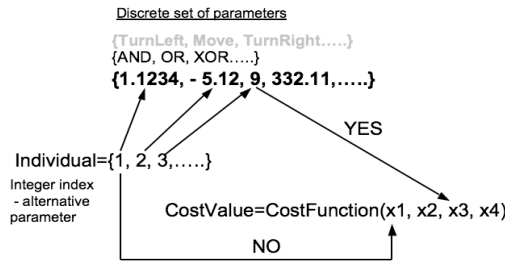 Discrete set of parameters
{TurnLeft, Move, TurnRight.....}
{AND, OR, XOR.....}
{1.1234, - 5.12, 9, 332.11,.....}
YES
Individual={1, 2, 3,.....}
Integer index
- alternative
parameter
CostValue=CostFunction(x1, x2, x3, x4)
NO